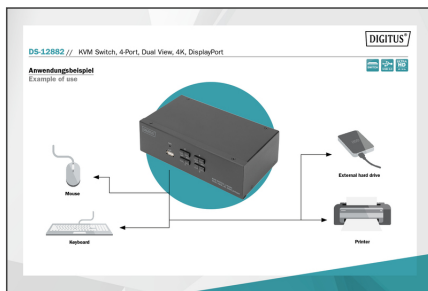 DIGITUS®
DS-12882 // KVM Switch, 4-Port, Dual View, 4K, DisplayPort
Anwendungsbeispiel
Example of use
HD
Mouse
External hard drive
Keyboard
Printer